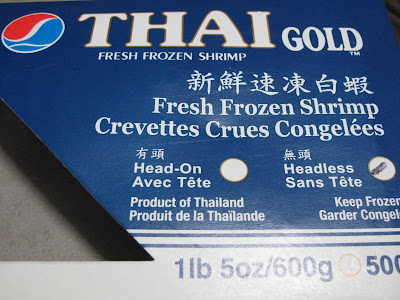 THAI GOLD™
FRESH FROZEN SHRIMP
新鮮速凍白蝦
Fresh Frozen Shrimp
Crevettes Crues Congelées
有頭 無頭
Head-On Headless
Avec Tête Sans Tête
Product of Thailand Keep Frozen
Produit de la Thaïlande Garder Congel
1lb 5oz/600g 500